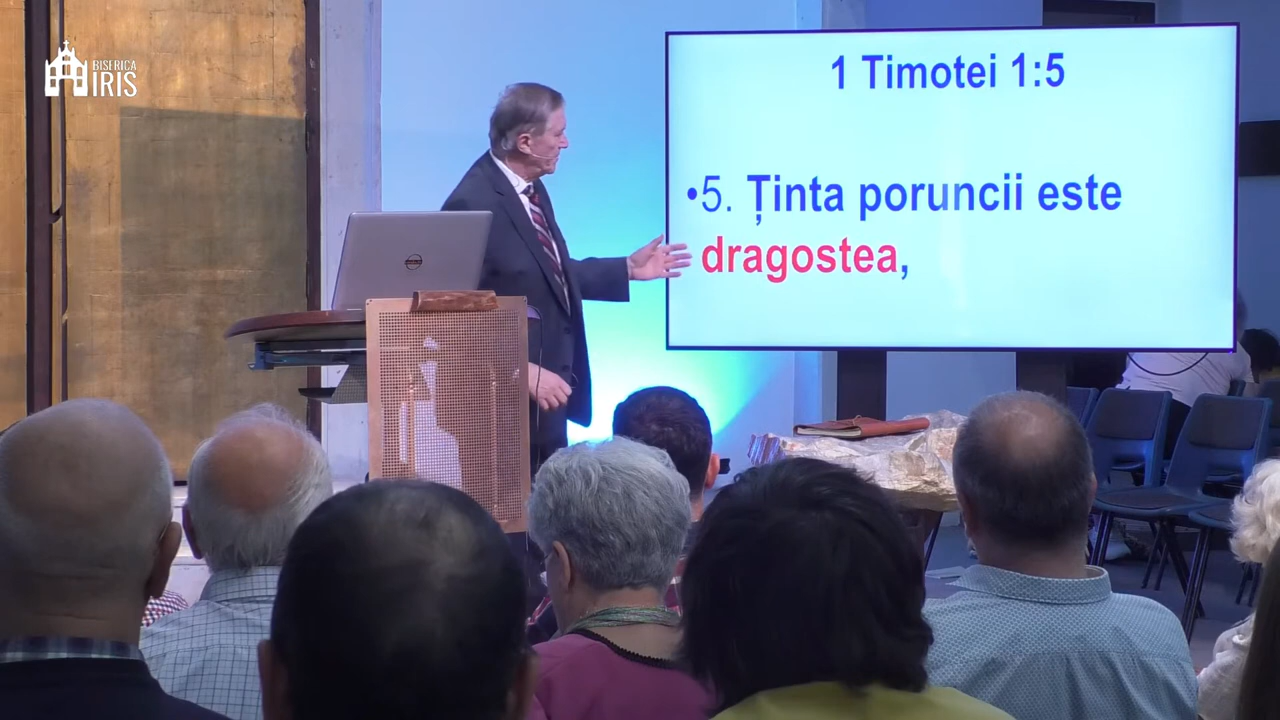 BISERICA
IRIS
1 Timotei 1:5
•5. Ținta poruncii este
dragostea,